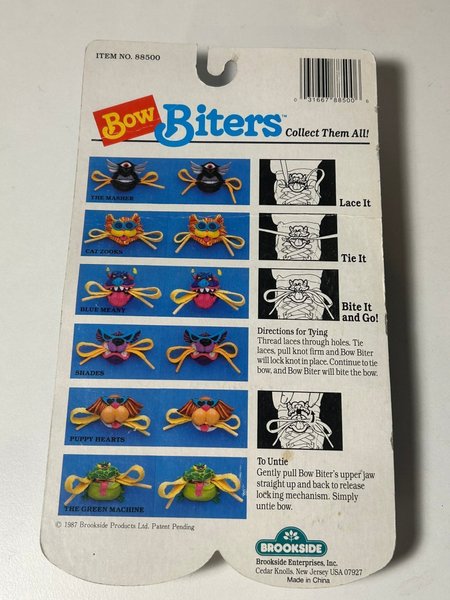 ITEM NO. 88500
0 31667 88500 6
Bow Biters™
Collect Them All!
THE MASHER
Lace It
CAT ZOOKS
Tie It
BLUE MEANY
Bite It
and Go!
SHADES
Directions for Tying
Thread laces through holes. Tie
laces, pull knot firm and Bow Biter
will lock knot in place. Continue to tie
bow, and Bow Biter will bite the bow.
PUPPY HEARTS
THE GREEN MACHINE
To Untie
Gently pull Bow Biter's upper jaw
straight up and back to release
locking mechanism. Simply
untie bow.
© 1987 Brookside Products Ltd. Patent Pending
BROOKSIDE
Brookside Enterprises, Inc.
Cedar Knolls, New Jersey USA 07927
Made in China